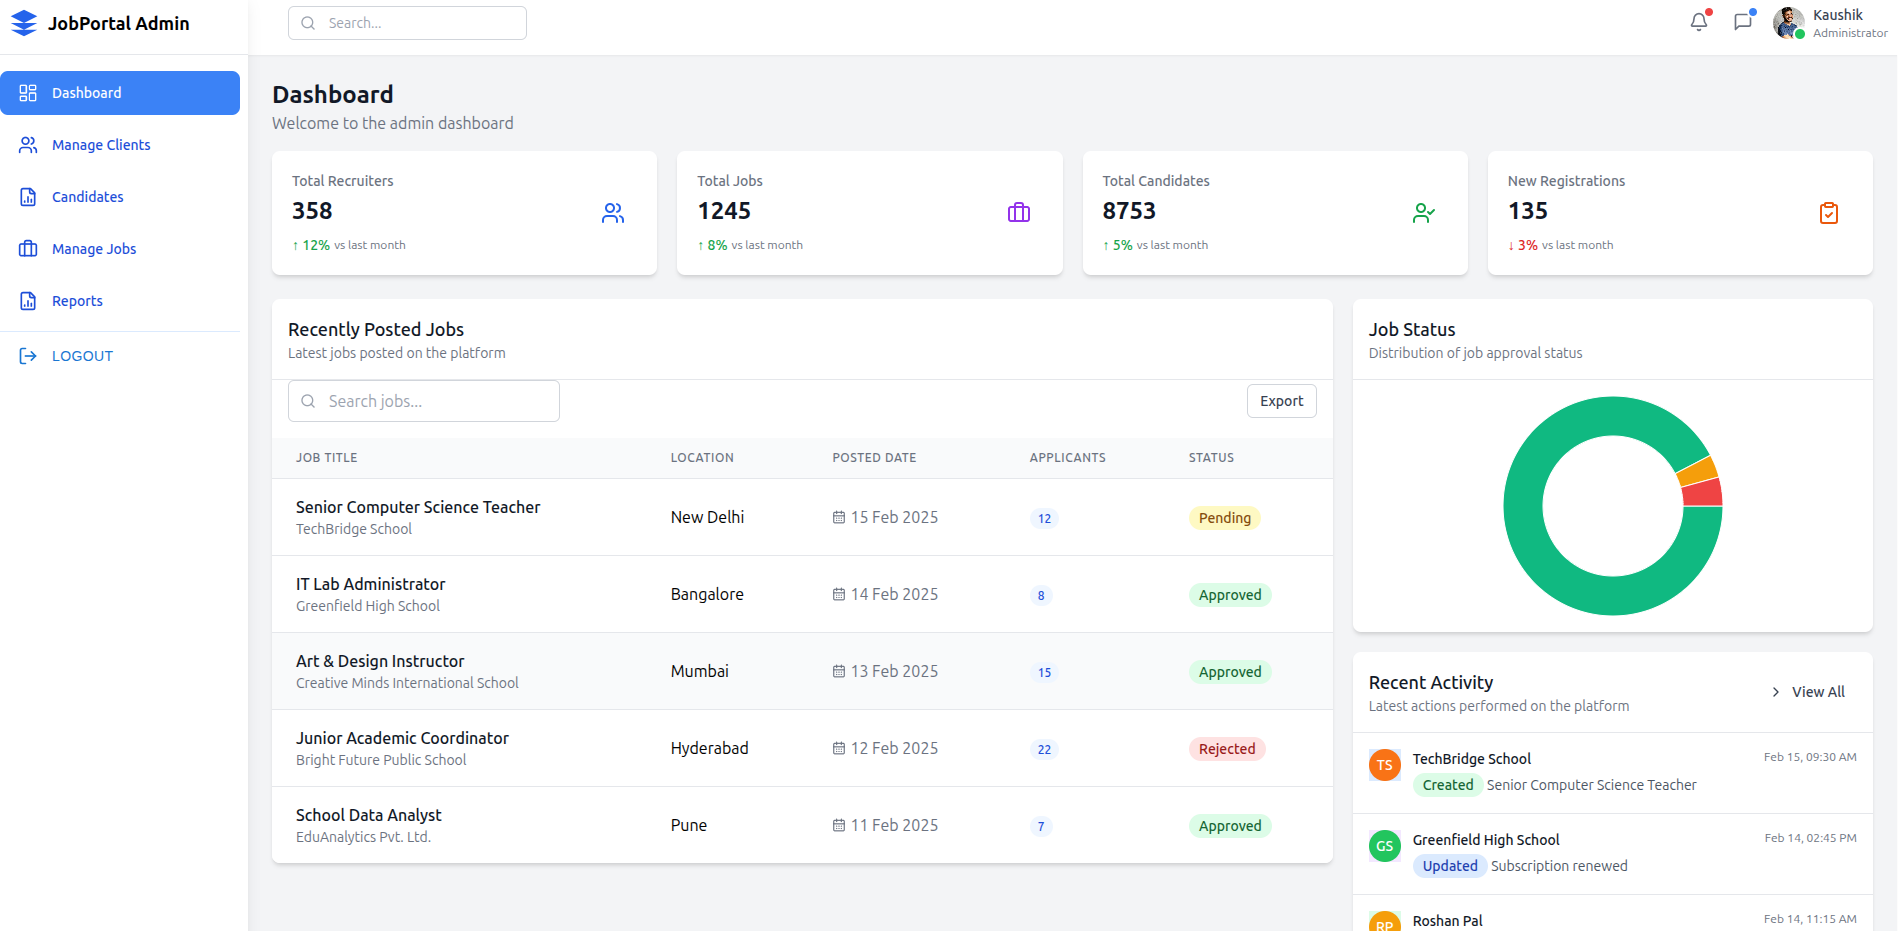 JobPortal Admin
Search...
Kaushik
Administrator
Dashboard
Manage Clients
Candidates
Manage Jobs
Reports
LOGOUT
Dashboard
Welcome to the admin dashboard
Total Recruiters
358
↑ 12% vs last month
Total Jobs
1245
↑ 8% vs last month
Total Candidates
8753
↑ 5% vs last month
New Registrations
135
↓ 3% vs last month
Recently Posted Jobs
Latest jobs posted on the platform
Search jobs...
Export
JOB TITLE LOCATION POSTED DATE APPLICANTS STATUS
Senior Computer Science Teacher
TechBridge School
New Delhi 15 Feb 2025 12 Pending
IT Lab Administrator
Greenfield High School
Bangalore 14 Feb 2025 8 Approved
Art & Design Instructor
Creative Minds International School
Mumbai 13 Feb 2025 15 Approved
Junior Academic Coordinator
Bright Future Public School
Hyderabad 12 Feb 2025 22 Rejected
School Data Analyst
EduAnalytics Pvt. Ltd.
Pune 11 Feb 2025 7 Approved
Job Status
Distribution of job approval status
Recent Activity
Latest actions performed on the platform
View All
TS
TechBridge School
Feb 15, 09:30 AM
Created Senior Computer Science Teacher
GS
Greenfield High School
Feb 14, 02:45 PM
Updated Subscription renewed
RP
Roshan Pal
Feb 14, 11:15 AM